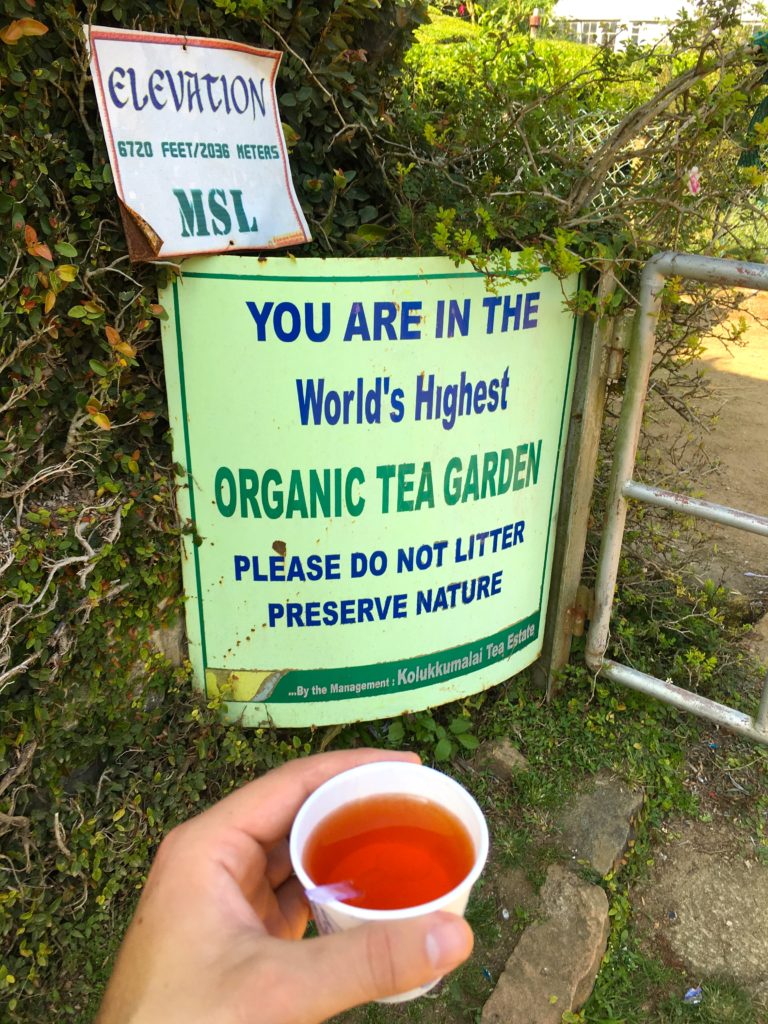 ELEVATION
6720 FEET/2036 METERS
MSL
YOU ARE IN THE
World's Highest
ORGANIC TEA GARDEN
PLEASE DO NOT LITTER
PRESERVE NATURE
...By the Management : Kolukkumalai Tea Estate